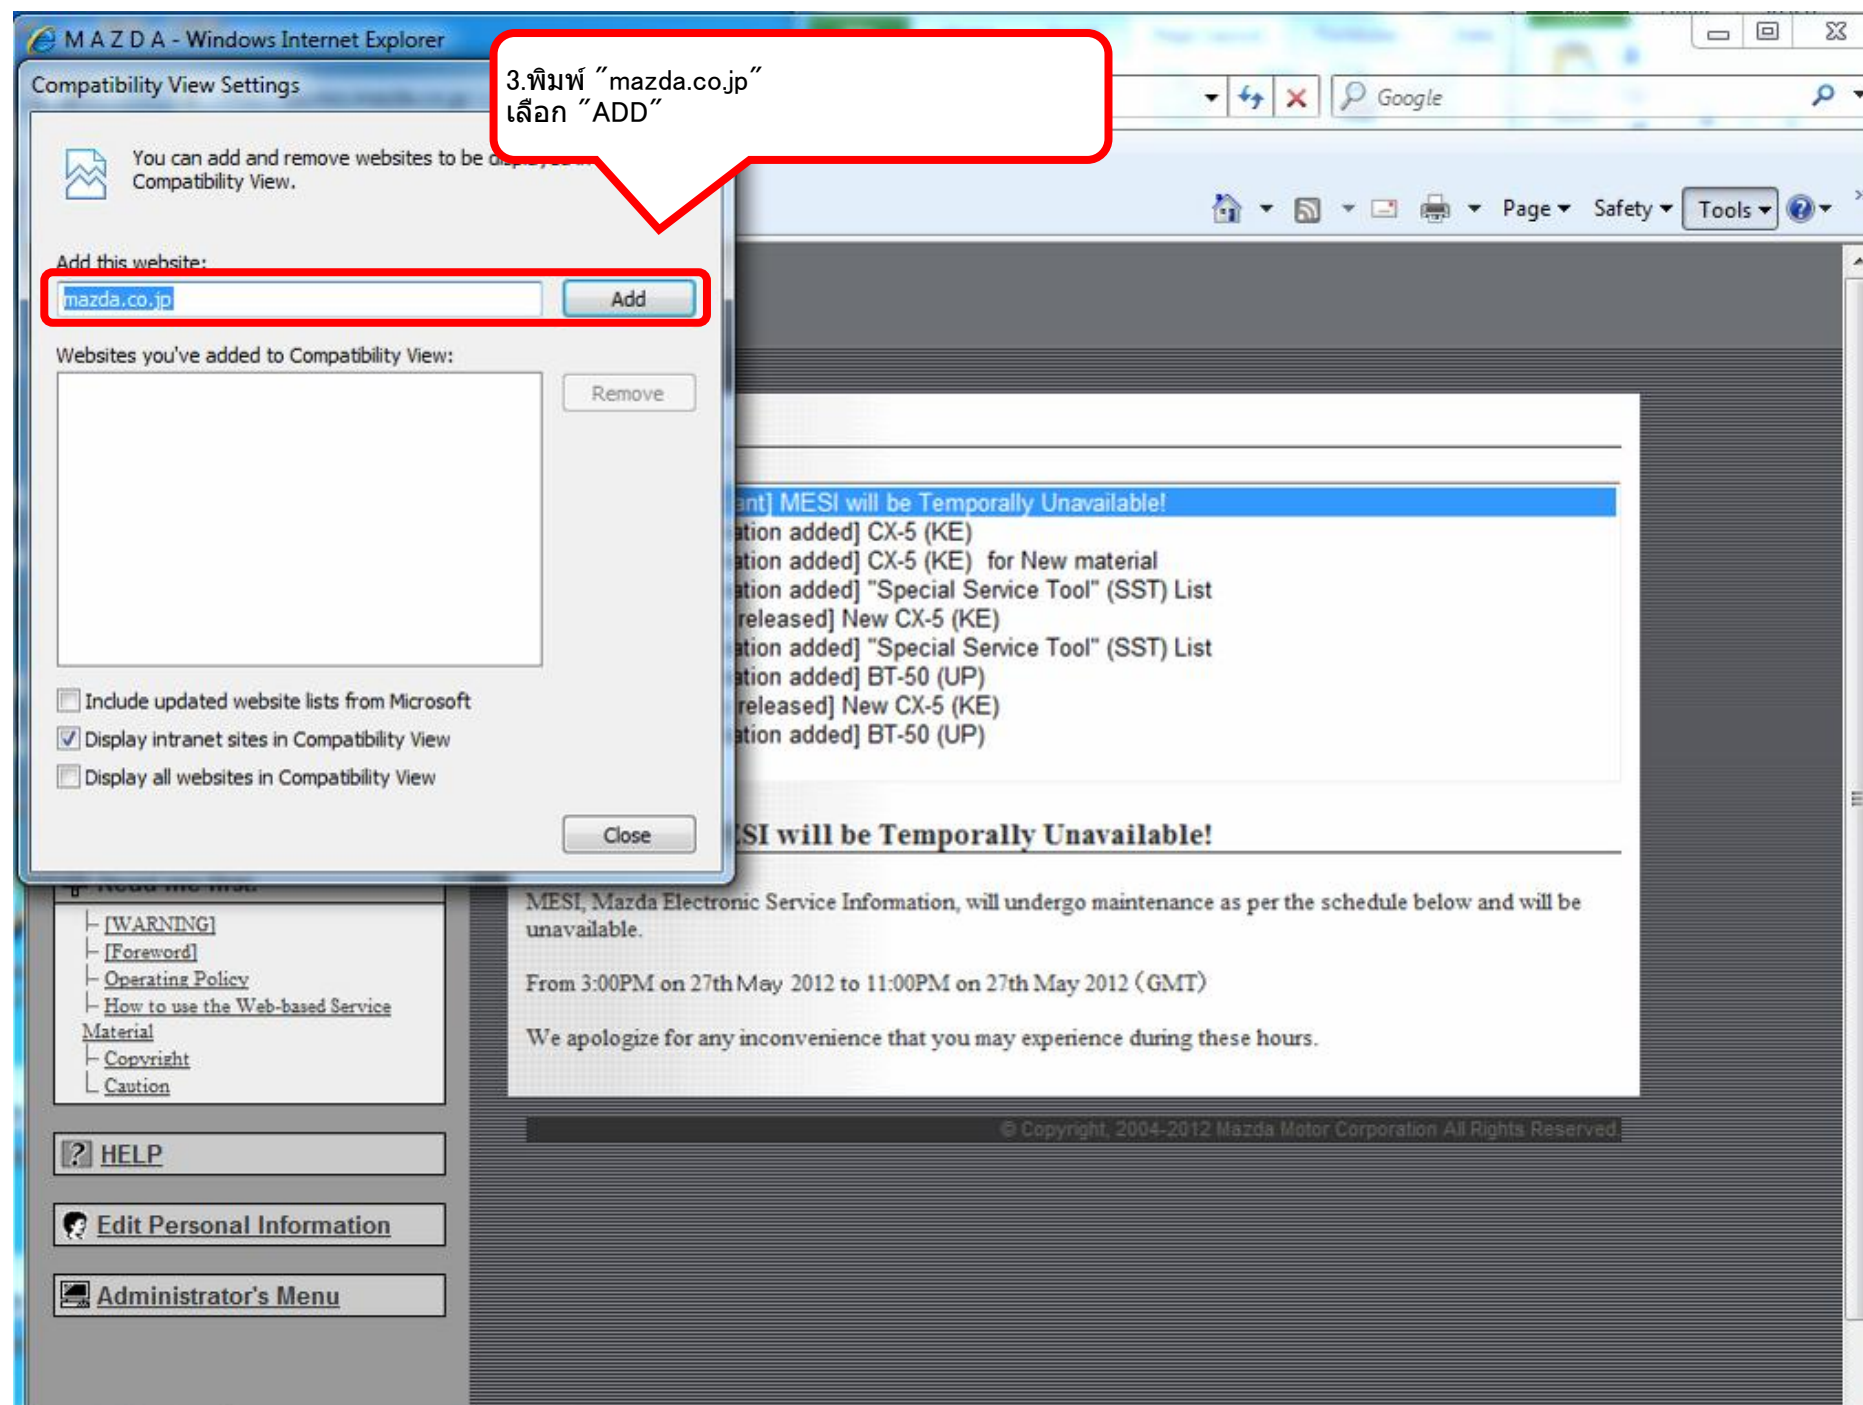 M A Z D A - Windows Internet Explorer
Compatibility View Settings
3.พิมพ์ ″mazda.co.jp″
เลือก ″ADD″
Google
You can add and remove websites to be
Compatibility View.
Page
Safety
Tools
Add this website:
mazda.co.jp
Add
Websites you've added to Compatibility View:
Remove
ant] MESI will be Temporally Unavailable!
ation added] CX-5 (KE)
ation added] CX-5 (KE) for New material
ation added] "Special Service Tool" (SST) List
released] New CX-5 (KE)
ation added] "Special Service Tool" (SST) List
ation added] BT-50 (UP)
released] New CX-5 (KE)
ation added] BT-50 (UP)
Include updated website lists from Microsoft
Display intranet sites in Compatibility View
Display all websites in Compatibility View
Close
SI will be Temporally Unavailable!
MESI, Mazda Electronic Service Information, will undergo maintenance as per the schedule below and will be
unavailable.
From 3:00PM on 27th May 2012 to 11:00PM on 27th May 2012 (GMT)
We apologize for any inconvenience that you may experience during these hours.
[WARNING]
[Foreword]
Operating Policy
How to use the Web-based Service
Material
Copyright
Caution
© Copyright, 2004-2012 Mazda Motor Corporation All Rights Reserved.
HELP
Edit Personal Information
Administrator's Menu